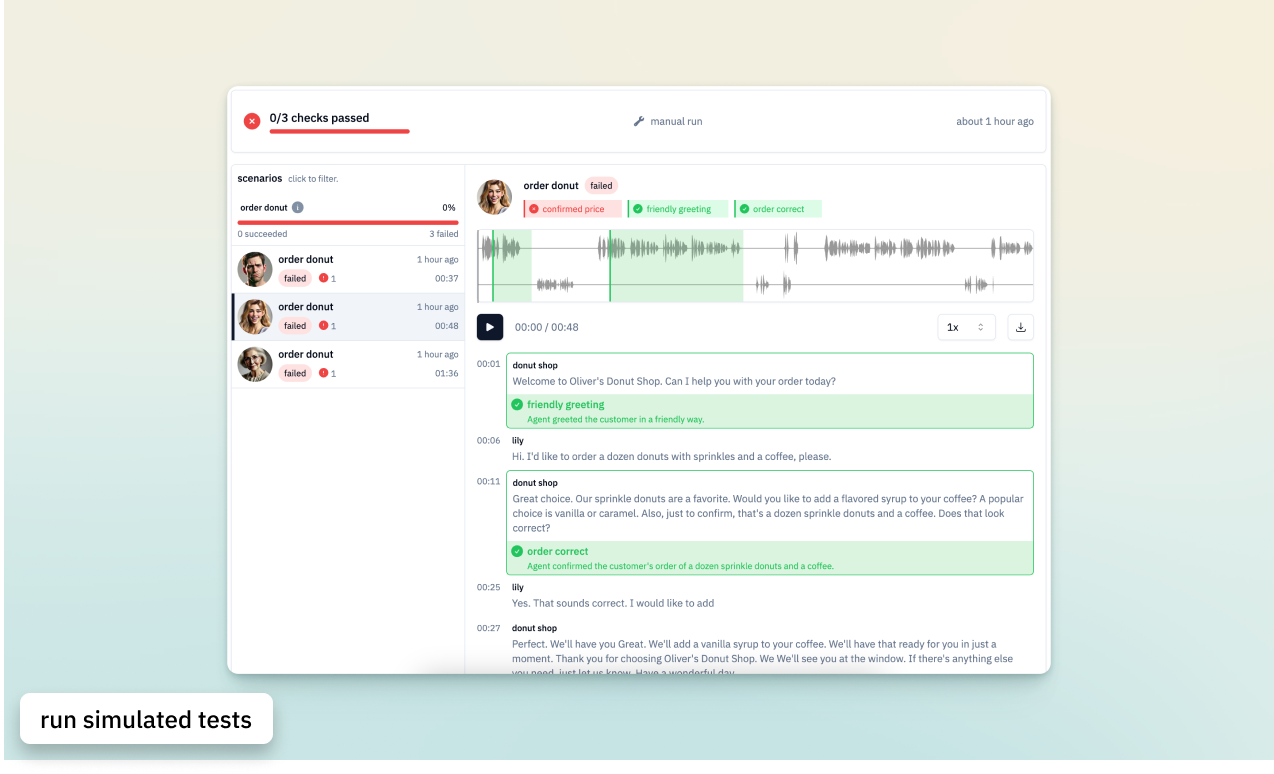 0/3 checks passed
manual run
about 1 hour ago
scenarios click to filter.
order donut
0%
0 succeeded
3 failed
order donut
1 hour ago
failed
1
00:37
order donut
1 hour ago
failed
1
00:48
order donut
1 hour ago
failed
1
01:36
order donut failed
confirmed price
friendly greeting
order correct
00:00 / 00:48
1x
00:01
donut shop
Welcome to Oliver's Donut Shop. Can I help you with your order today?
friendly greeting
Agent greeted the customer in a friendly way.
00:06
lily
Hi. I'd like to order a dozen donuts with sprinkles and a coffee, please.
00:11
donut shop
Great choice. Our sprinkle donuts are a favorite. Would you like to add a flavored syrup to your coffee? A popular
choice is vanilla or caramel. Also, just to confirm, that's a dozen sprinkle donuts and a coffee. Does that look
correct?
order correct
Agent confirmed the customer's order of a dozen sprinkle donuts and a coffee.
00:25
lily
Yes. That sounds correct. I would like to add
00:27
donut shop
Perfect. We'll have you Great. We'll add a vanilla syrup to your coffee. We'll have that ready for you in just a
moment. Thank you for choosing Oliver's Donut Shop. We We'll see you at the window. If there's anything else
you need, just let us know. Have a wonderful day.
run simulated tests